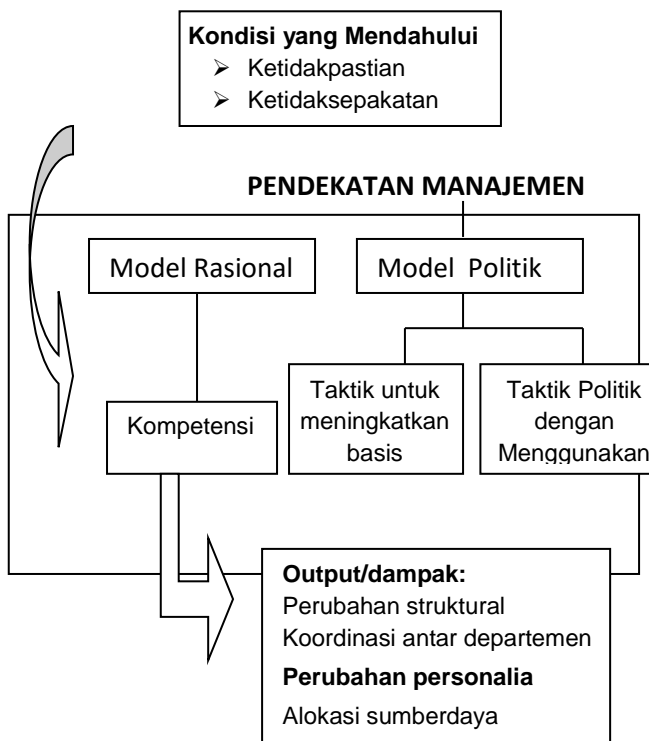 Kondisi yang Mendahului
➢ Ketidakpastian
➢ Ketidaksepakatan
PENDEKATAN MANAJEMEN
Model Rasional
Model Politik
Kompetensi
Taktik untuk
meningkatkan
basis
Taktik Politik
dengan
Menggunakan
Output/dampak:
Perubahan struktural
Koordinasi antar departemen
Perubahan personalia
Alokasi sumberdaya